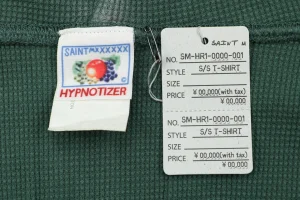 SAINT MXXXXXX
HYPNOTIZER
SAINT M
NO. SM-HR1-0000-001
STYLE S/S T-SHIRT
SIZE
PRICE ¥00,000(with tax)
¥00,000
NO. SM-HR1-0000-001
STYLE S/S T-SHIRT
SIZE
PRICE ¥00,000(with tax)
¥00,000